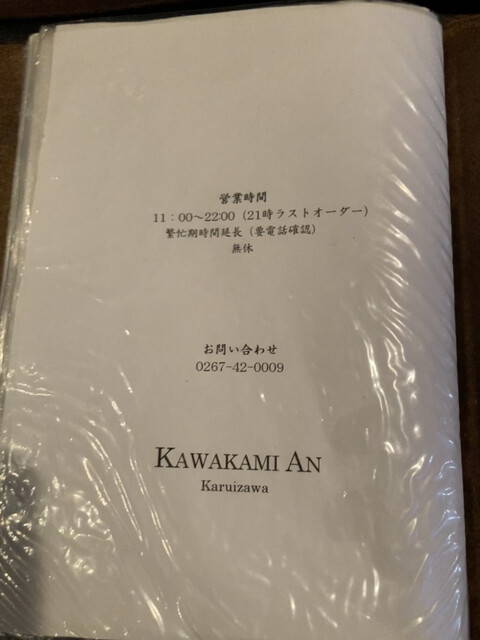 営業時間
11：00～22:00（21時ラストオーダー）
繁忙期時間延長（要電話確認）
無休
お問い合わせ
0267-42-0009
KAWAKAMI AN
Karuizawa